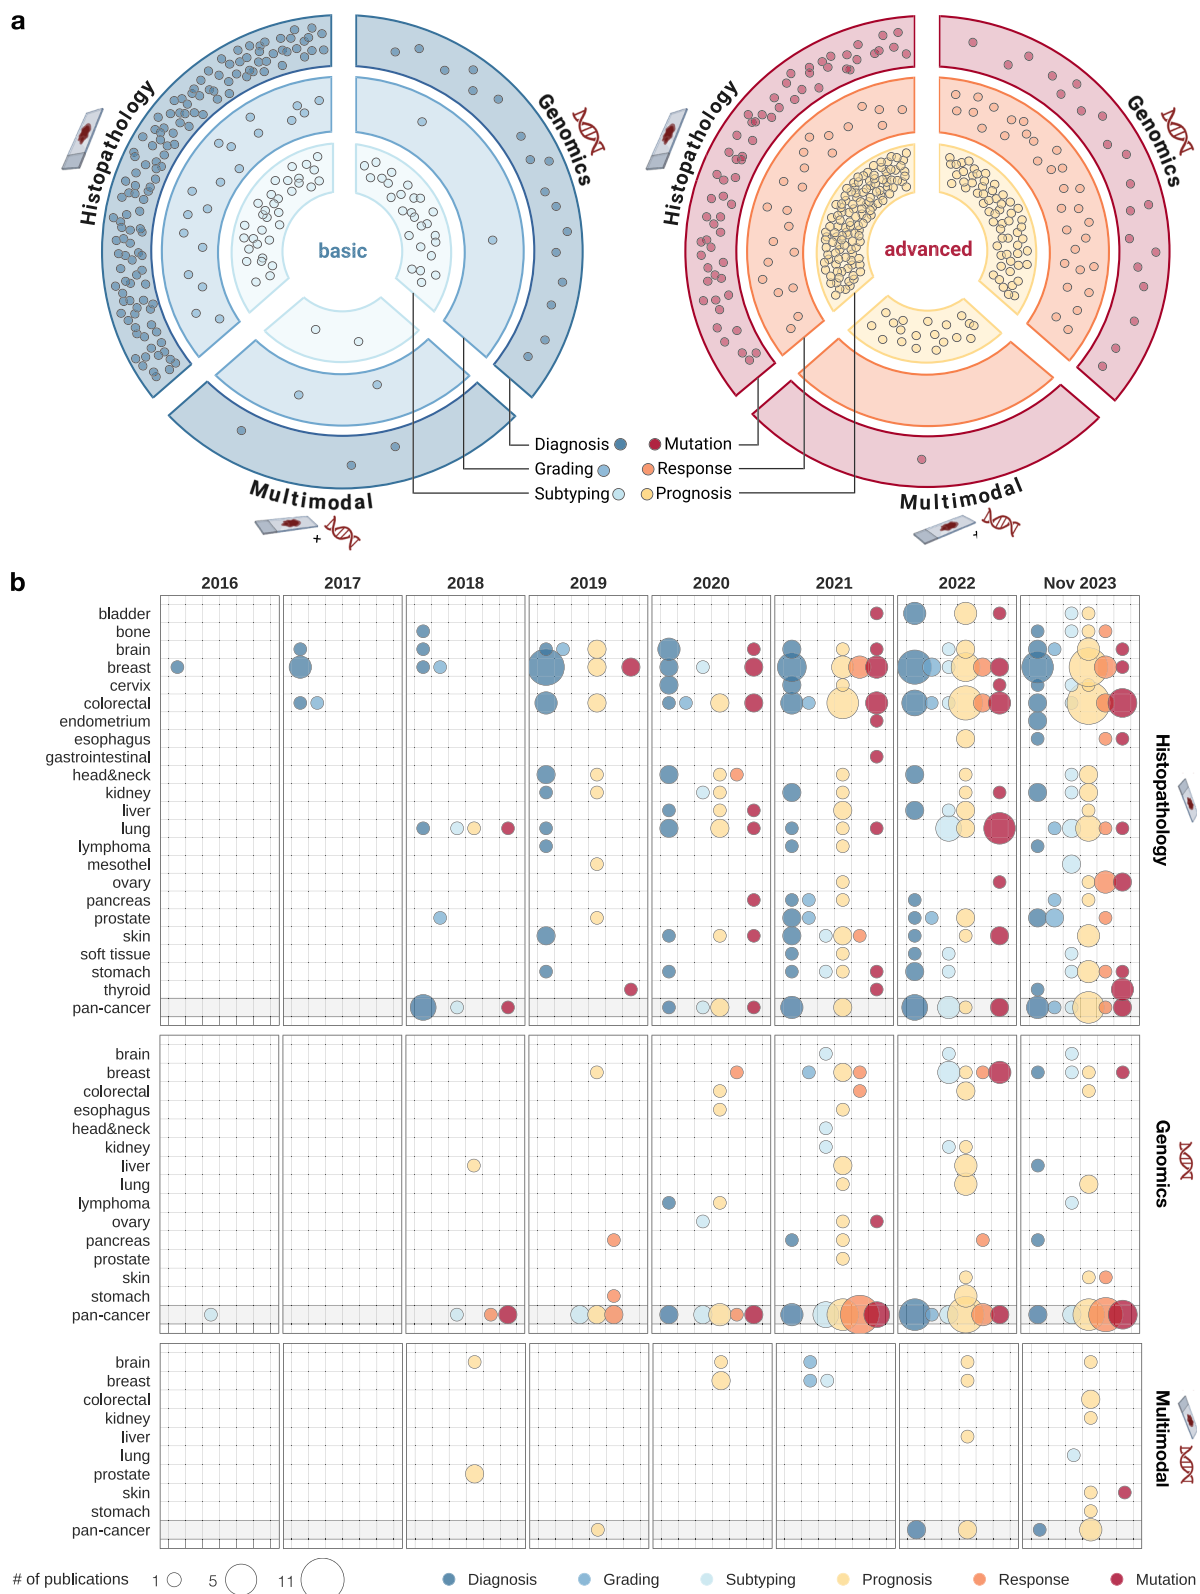 a
Histopathology
Genomics
Multimodal
+
basic
Histopathology
Genomics
Multimodal
+
advanced
Diagnosis
Mutation
Grading
Response
Subtyping
Prognosis
b
2016 2017 2018 2019 2020 2021 2022 Nov 2023
bladder
bone
brain
breast
cervix
colorectal
endometrium
esophagus
gastrointestinal
head&neck
kidney
liver
lung
lymphoma
mesothel
ovary
pancreas
prostate
skin
soft tissue
stomach
thyroid
pan-cancer
Histopathology
brain
breast
colorectal
esophagus
head&neck
kidney
liver
lung
lymphoma
ovary
pancreas
prostate
skin
stomach
pan-cancer
Genomics
brain
breast
colorectal
kidney
liver
lung
prostate
skin
stomach
pan-cancer
Multimodal
# of publications 1 5 11 Diagnosis Grading Subtyping Prognosis Response Mutation